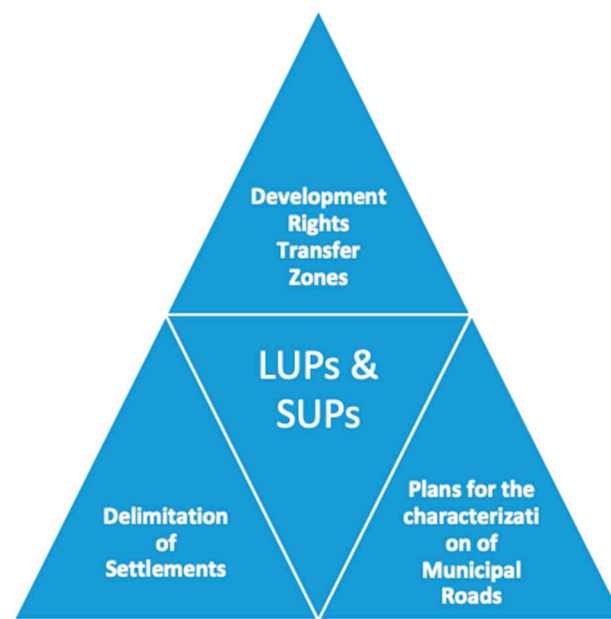 Development
Rights
Transfer
Zones
LUPs &
SUPs
Delimitation
of
Settlements
Plans for the
characterizati
on of
Municipal
Roads